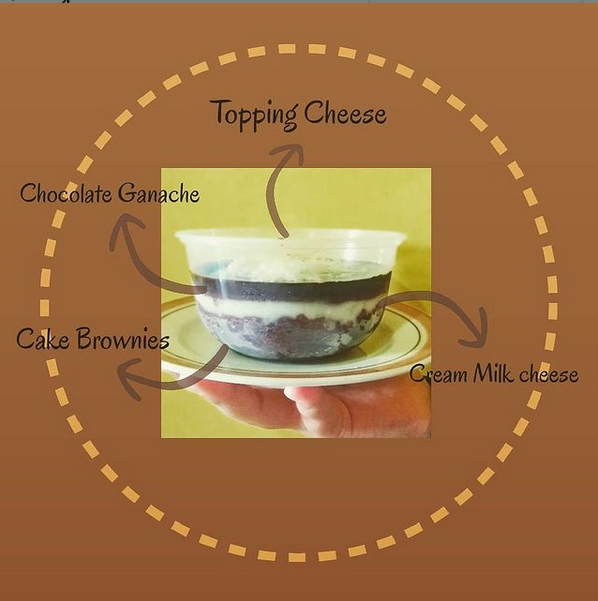 Topping Cheese
Chocolate Ganache
Cake Brownies
Cream Milk cheese